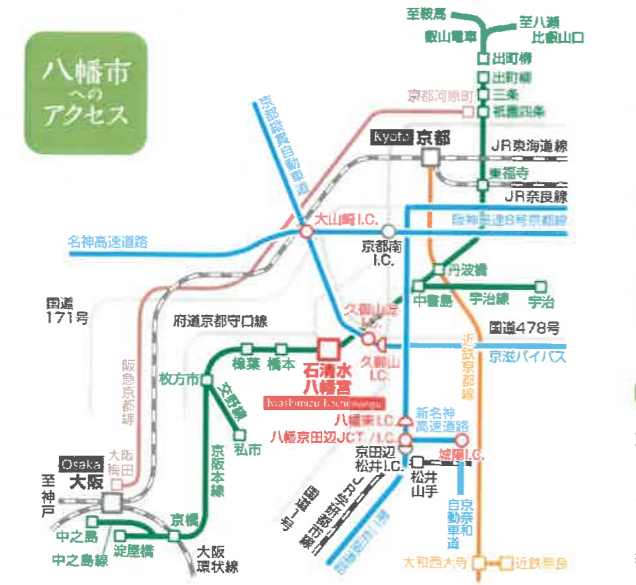 八幡市
への
アクセス
至鞍馬
叡山電車
至八瀬
比叡山口
出町柳
出町柳
三条
祇園四条
京都河原町
京都縦貫自動車道
Kyoto 京都
JR東海道線
東福寺
JR奈良線
大山崎I.C.
阪神高速8号京都線
名神高速道路
京都南
I.C.
丹波橋
中書島
宇治線
宇治
国道
171号
府道京都守口線
久御山淀
I.C.
国道478号
久御山
I.C.
京滋バイパス
阪急京都線
樟葉
橋本
石清水
八幡宮
Iwashimizu-hachimangu
近鉄京都線
枚方市
交野線
私市
京阪本線
八幡東I.C.
新名神
高速道路
八幡京田辺JCT./I.C.
京田辺
松井I.C.
城陽I.C.
松井
山手
大阪
梅田
Osaka
大阪
至神戸
JR学研都市線
国道1号
第二京阪道路
京奈和
自動車道
中之島
中之島線
淀屋橋
京橋
大阪
環状線
大和西大寺
近鉄奈良